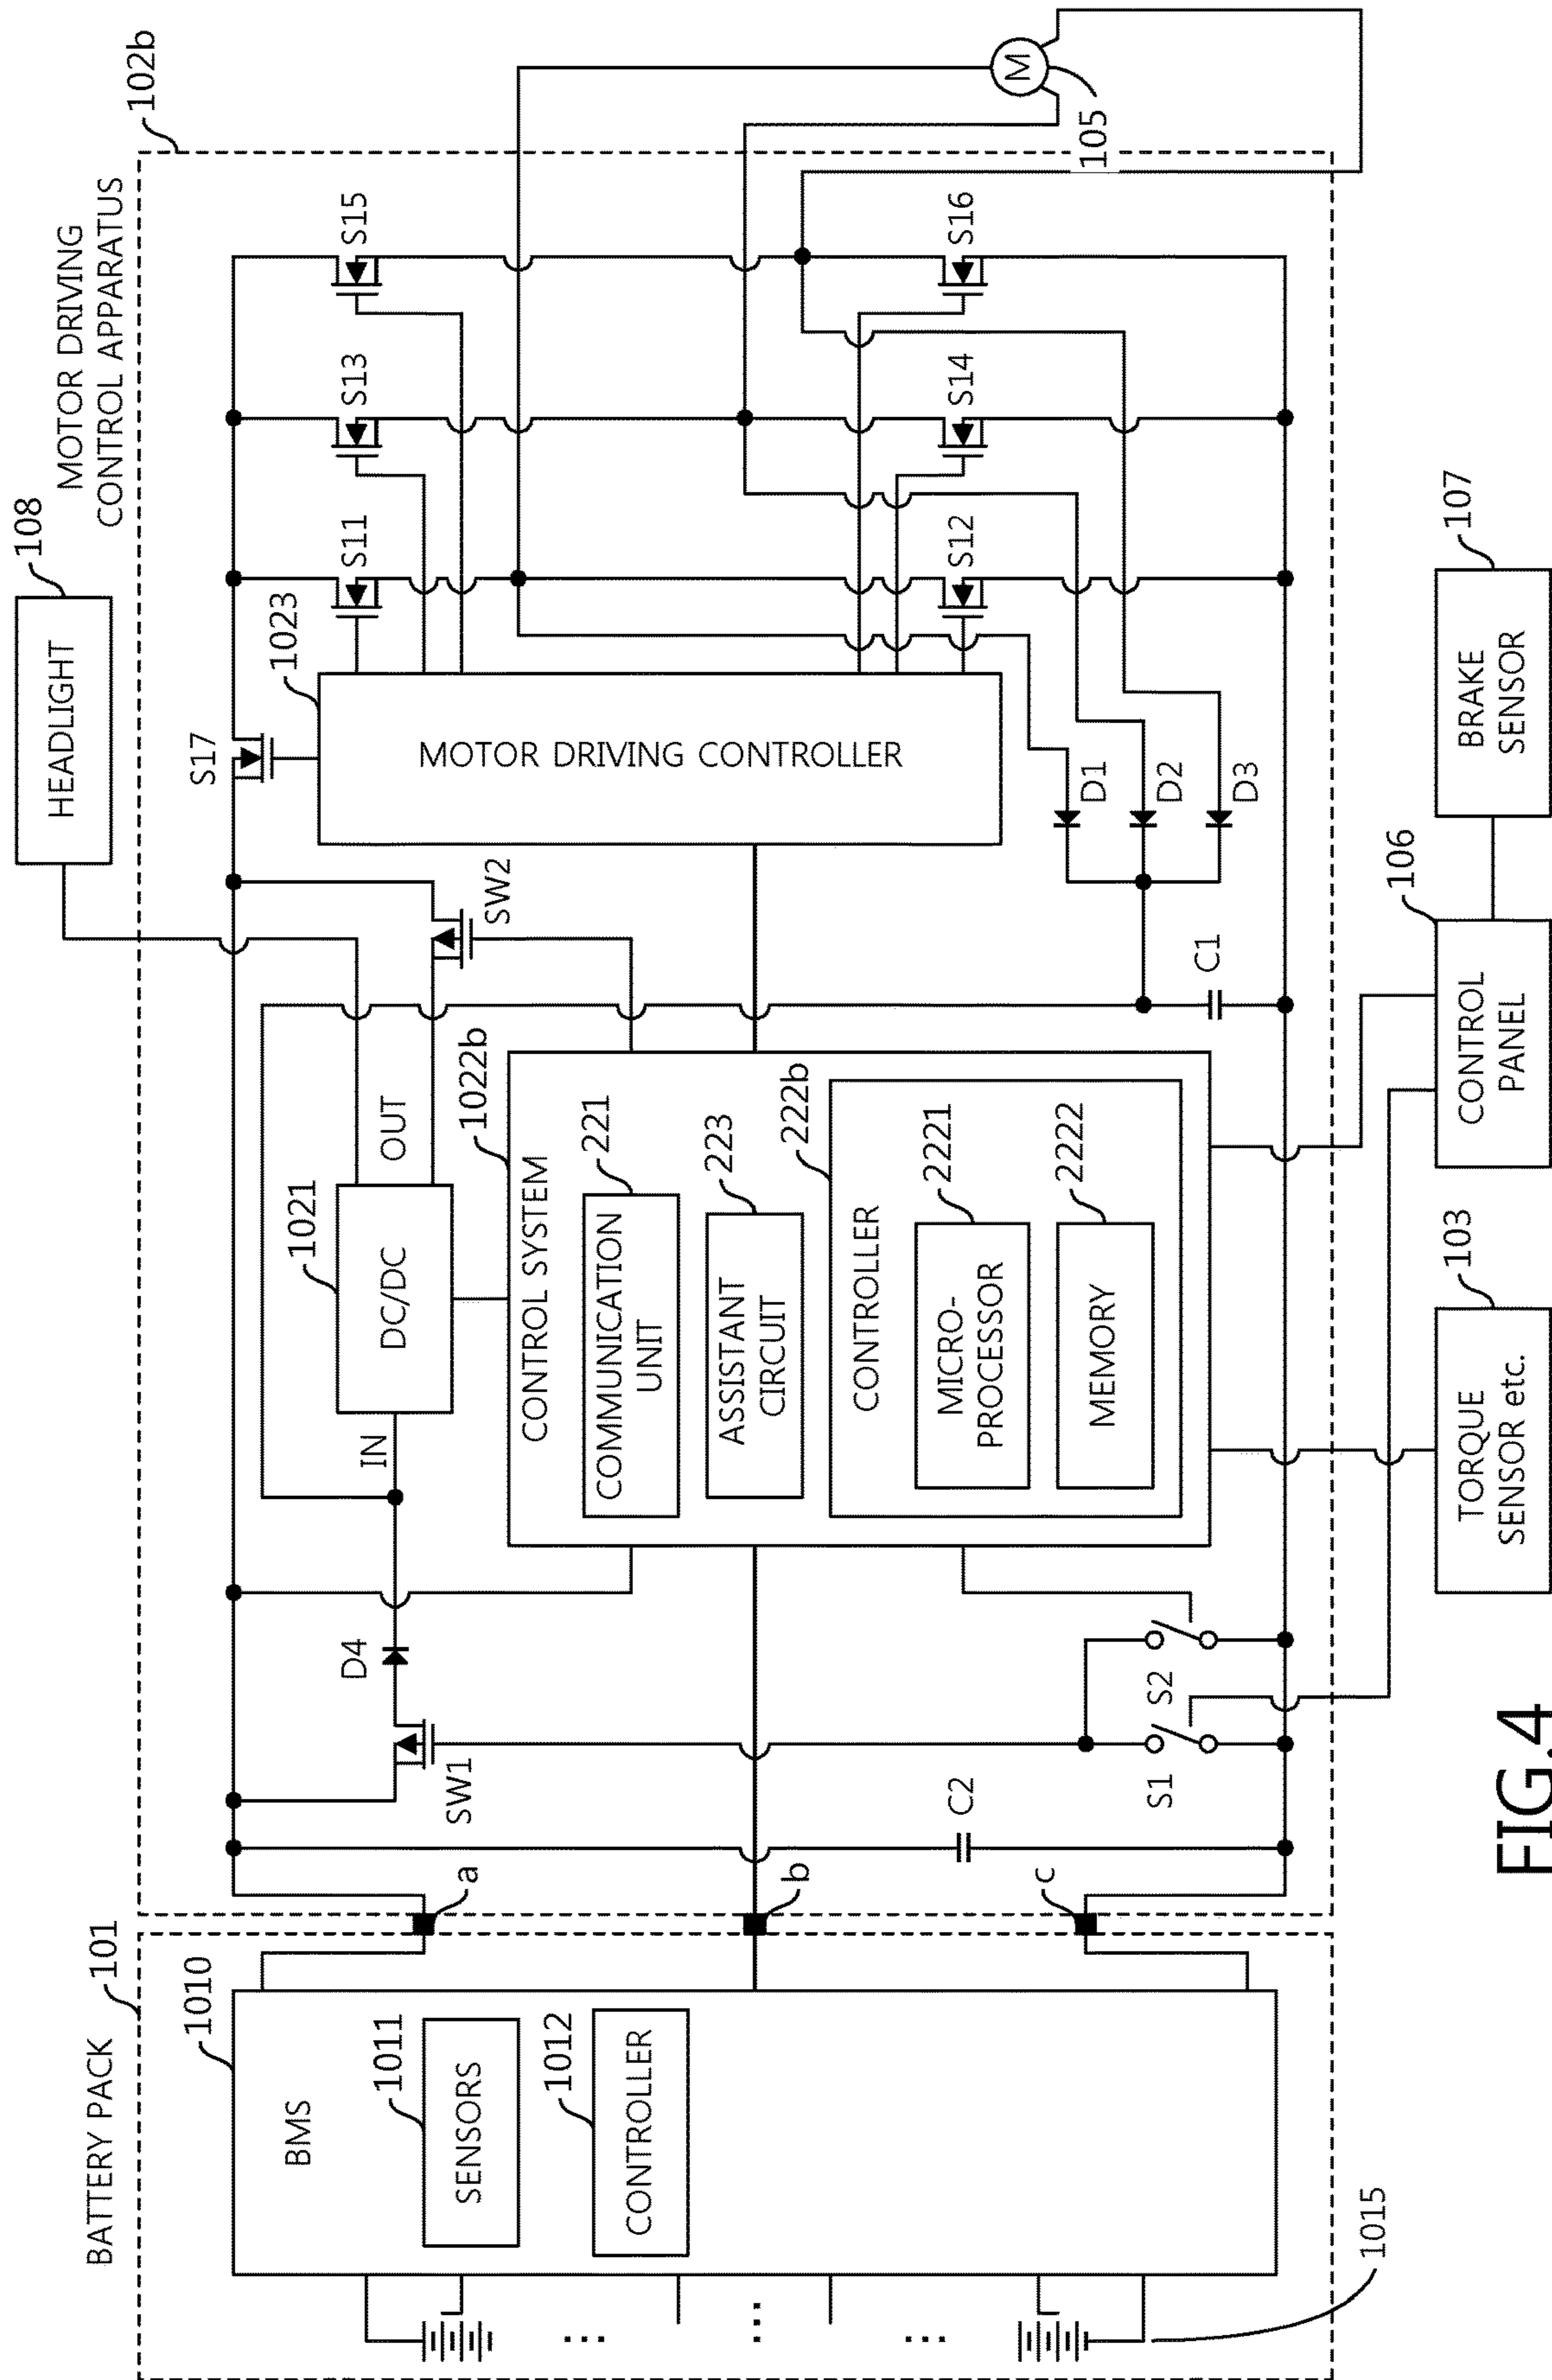 BATTERY PACK
101
1010
BMS
1011
SENSORS
1012
CONTROLLER
1015
a
b
c
MOTOR DRIVING
CONTROL APPARATUS
102b
HEADLIGHT
108
SW1
D4
IN
DC/DC
1021
OUT
SW2
S17
C2
S1
S2
CONTROL SYSTEM
1022b
COMMUNICATION
UNIT
221
ASSISTANT
CIRCUIT
223
CONTROLLER
222b
MICRO-
PROCESSOR
2221
MEMORY
2222
MOTOR DRIVING CONTROLLER
1023
S11
S13
S15
S12
S14
S16
D1
D2
D3
C1
M
105
TORQUE
SENSOR etc.
103
CONTROL
PANEL
106
BRAKE
SENSOR
107
FIG.4